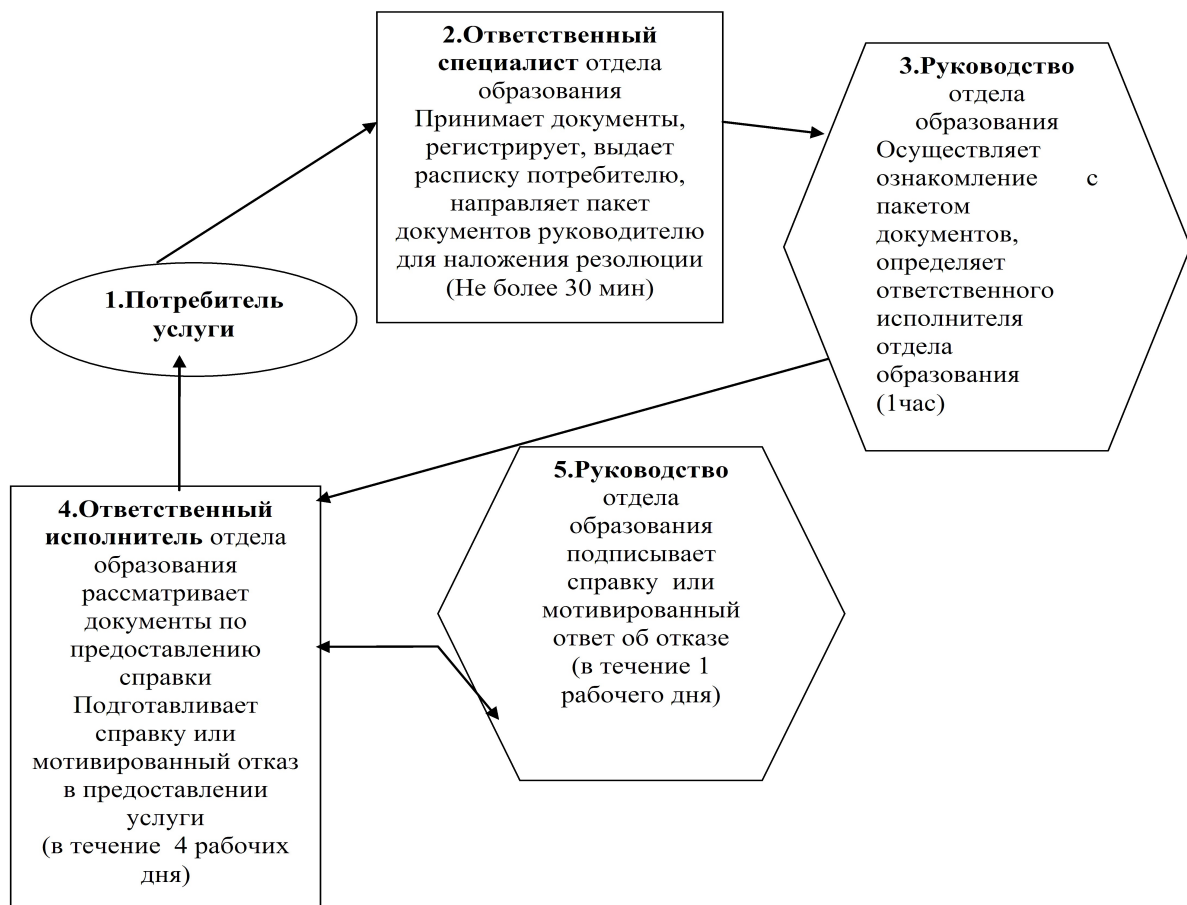 1.Потребитель
услуги
2.Ответственный
специалист отдела
образования
Принимает документы,
регистрирует, выдает
расписку потребителю,
направляет пакет
документов руководителю
для наложения резолюции
(Не более 30 мин)
3.Руководство
отдела
образования
Осуществляет
ознакомление с
пакетом
документов,
определяет
ответственного
исполнителя
отдела
образования
(1час)
4.Ответственный
исполнитель отдела
образования
рассматривает
документы по
предоставлению
справки
Подготавливает
справку или
мотивированный отказ
в предоставлении
услуги
(в течение 4 рабочих
дня)
5.Руководство
отдела
образования
подписывает
справку или
мотивированный
ответ об отказе
(в течение 1
рабочего дня)